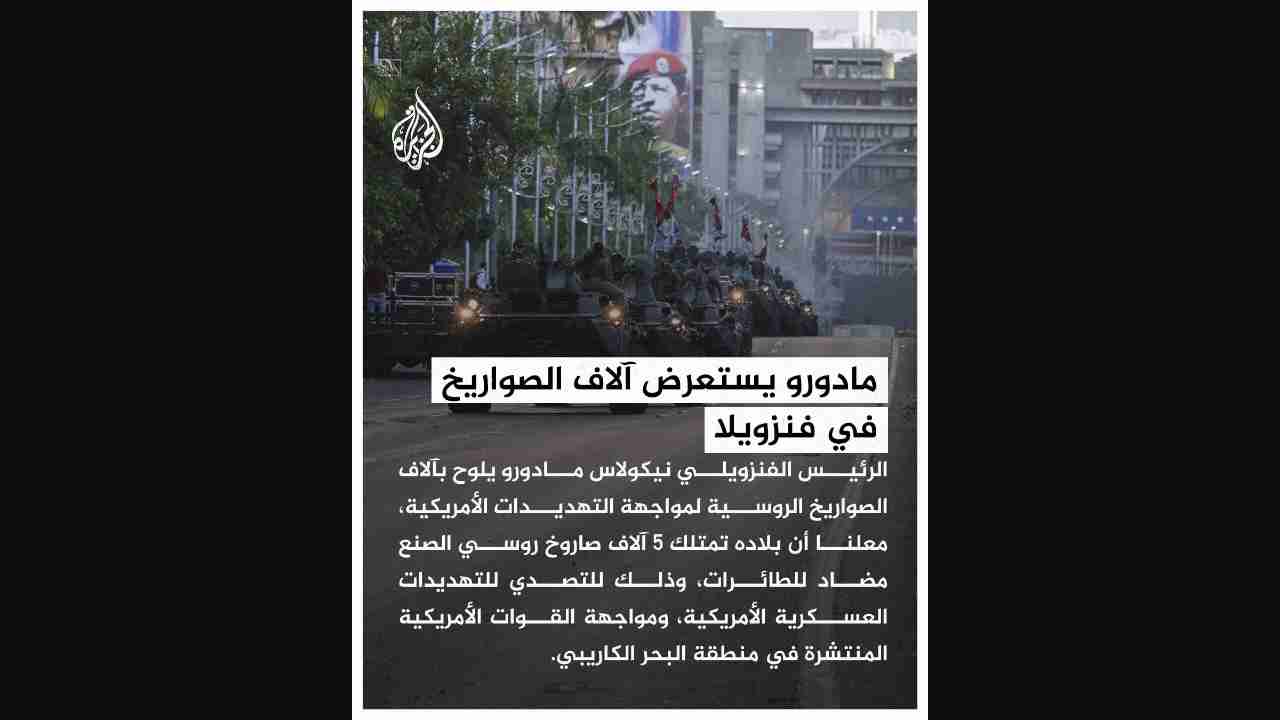 الجزيرة
مادورو يستعرض آلاف الصواريخ
في فنزويلا
الرئيس الفنزويلي نيكولاس مادورو يلوح بآلاف
الصواريخ الروسية لمواجهة التهديدات الأمريكية،
معلنا أن بلاده تمتلك 5 آلاف صاروخ روسي الصنع
مضاد للطائرات، وذلك للتصدي للتهديدات
العسكرية الأمريكية، ومواجهة القوات الأمريكية
المنتشرة في منطقة البحر الكاريبي.